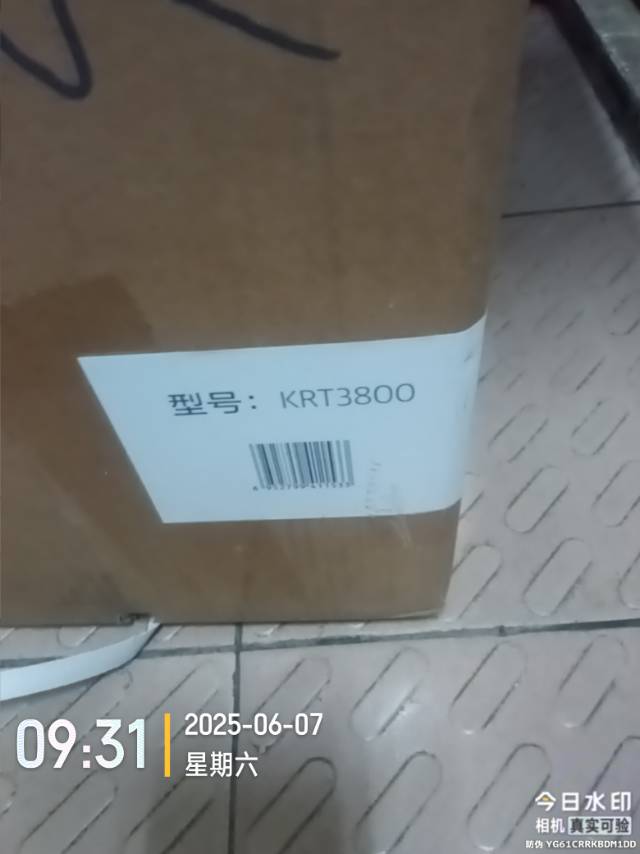 型号：KRT3800
09:31
2025-06-07
星期六
今日水印
相机 真实可验
防伪 YG61CRRKBDM1DD